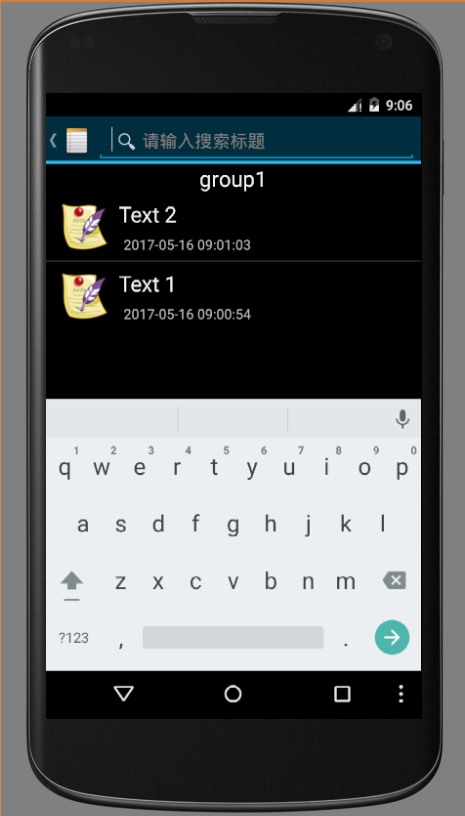 9:06
请输入搜索标题
group1
Text 2
2017-05-16 09:01:03
Text 1
2017-05-16 09:00:54
1 2 3 4 5 6 7 8 9 0
q w e r t y u i o p
a s d f g h j k l
z x c v b n m
?123 , .